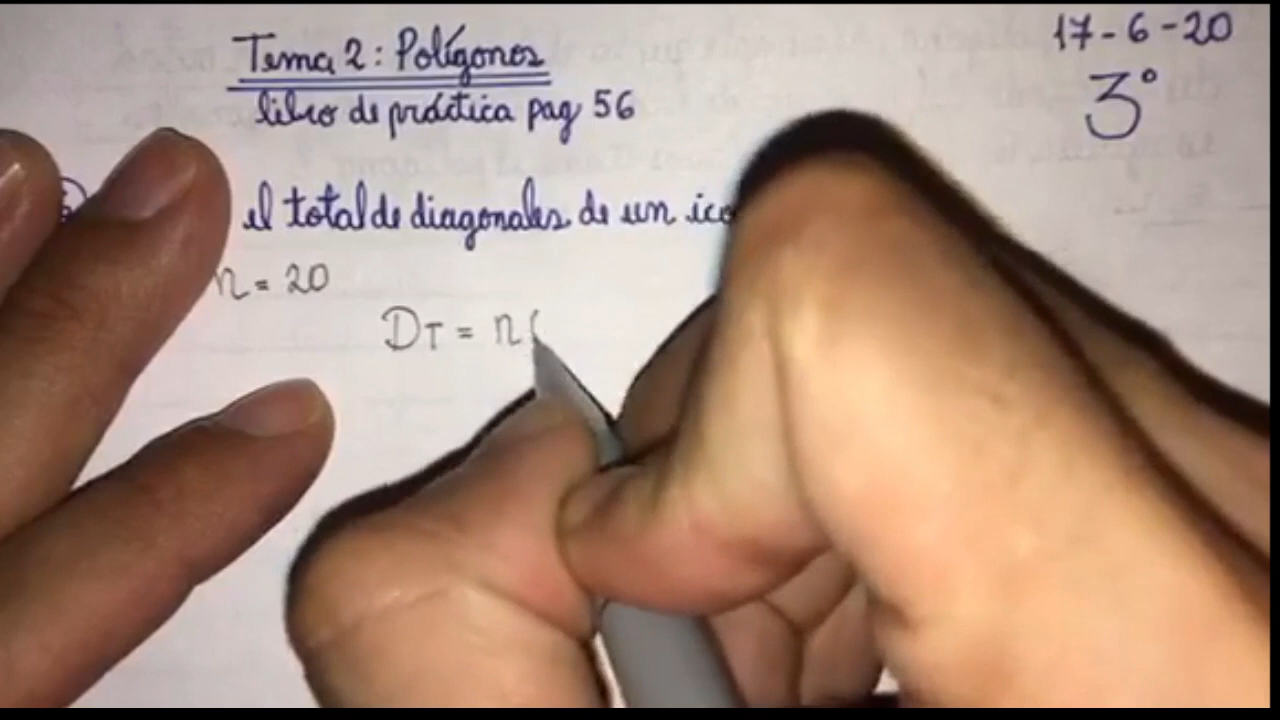 17-6-20
Tema 2: Polígonos
3°
libro de práctica pag 56
el total de diagonales de un
n = 20
DT = n(